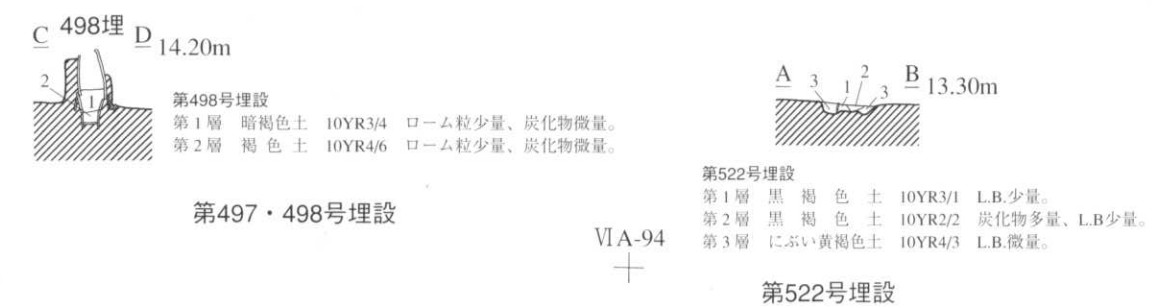 498埋
C D 14.20m
2
1
第498号埋設
第1層 暗褐色土 10YR3/4 ローム粒少量、炭化物微量。
第2層 褐色土 10YR4/6 ローム粒少量、炭化物微量。
第497・498号埋設
A 3 1 2 3 B 13.30m
第522号埋設
第1層 黒褐色土 10YR3/1 L.B.少量。
第2層 黒褐色土 10YR2/2 炭化物多量、L.B少量。
第3層 にぶい黄褐色土 10YR4/3 L.B.微量。
ⅥA-94
第522号埋設